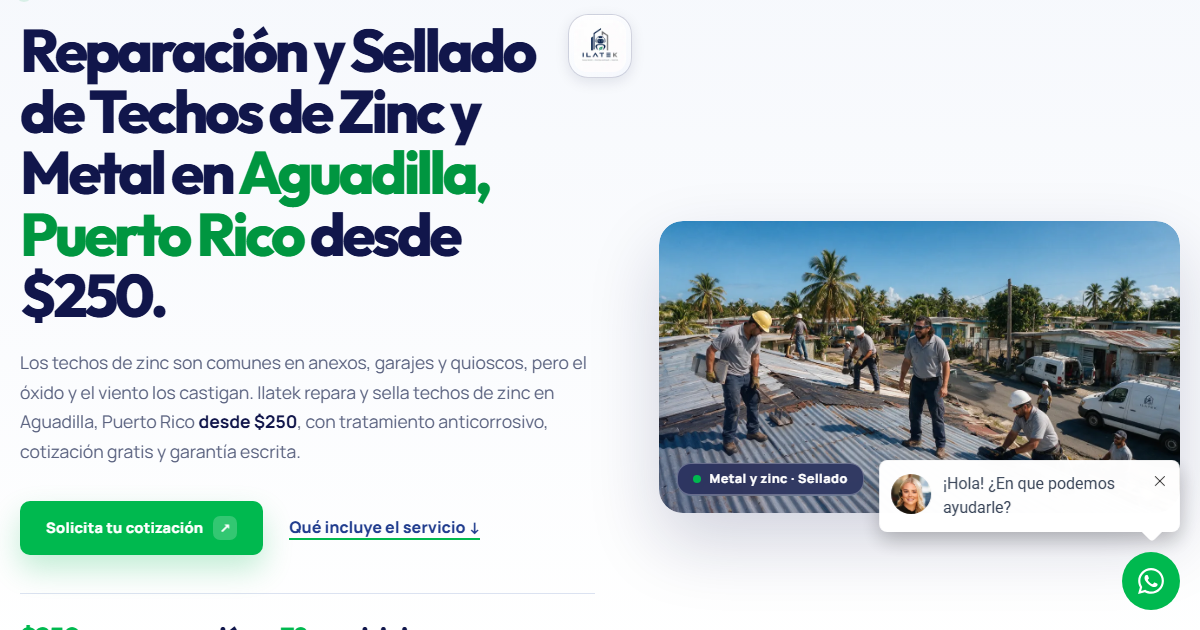 Reparación y Sellado
de Techos de Zinc y
Metal en Aguadilla,
Puerto Rico desde
$250.
ILATEK
Los techos de zinc son comunes en anexos, garajes y quioscos, pero el
óxido y el viento los castigan. Ilatek repara y sella techos de zinc en
Aguadilla, Puerto Rico desde $250, con tratamiento anticorrosivo,
cotización gratis y garantía escrita.
Solicita tu cotización ↗
Qué incluye el servicio ↓
Metal y zinc · Sellado
¡Hola! ¿En que podemos
ayudarle?